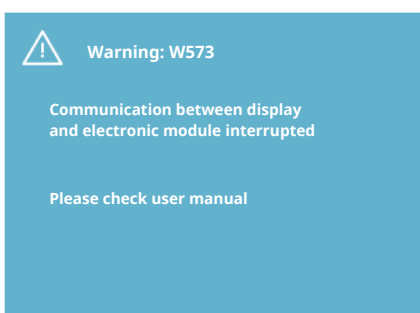 Warning: W573
Communication between display
and electronic module interrupted
Please check user manual